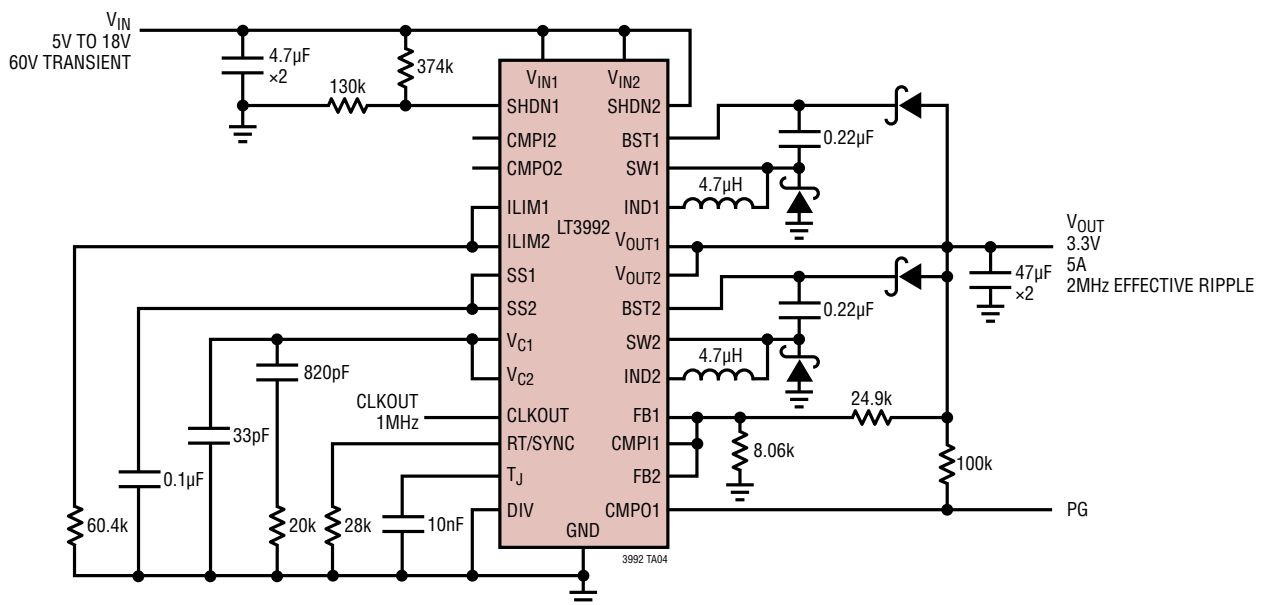 VIN
5V TO 18V
60V TRANSIENT
4.7µF
×2
130k
374k
VIN1
VIN2
SHDN1
CMPI2
CMPO2
ILIM1
ILIM2
SS1
SS2
VC1
VC2
CLKOUT
RT/SYNC
TJ
DIV
LT3992
GND
SHDN2
BST1
SW1
IND1
VOUT1
VOUT2
BST2
SW2
IND2
FB1
CMPI1
FB2
CMPO1
0.22µF
4.7µH
VOUT
3.3V
5A
2MHz EFFECTIVE RIPPLE
47µF
×2
0.22µF
4.7µH
24.9k
8.06k
100k
PG
CLKOUT
1MHz
820pF
33pF
0.1µF
60.4k
20k
28k
10nF
3992 TA04